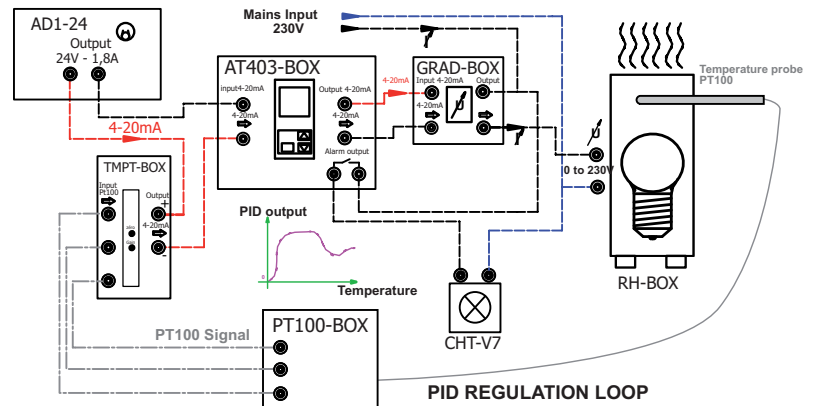 AD1-24
Output
24V - 1,8A
4-20mA
TMPT-BOX
Input
Pt100
Output
+
4-20mA
-
Mains Input
230V
AT403-BOX
input4-20mA
4-20mA
Output 4-20mA
4-20mA
Alarm output
4-20mA
GRAD-BOX
Input 4-20mA
Output
4-20mA
U
U
0 to 230V
Temperature probe
PT100
RH-BOX
PID output
0
Temperature
CHT-V7
PT100 Signal
PT100-BOX
PID REGULATION LOOP